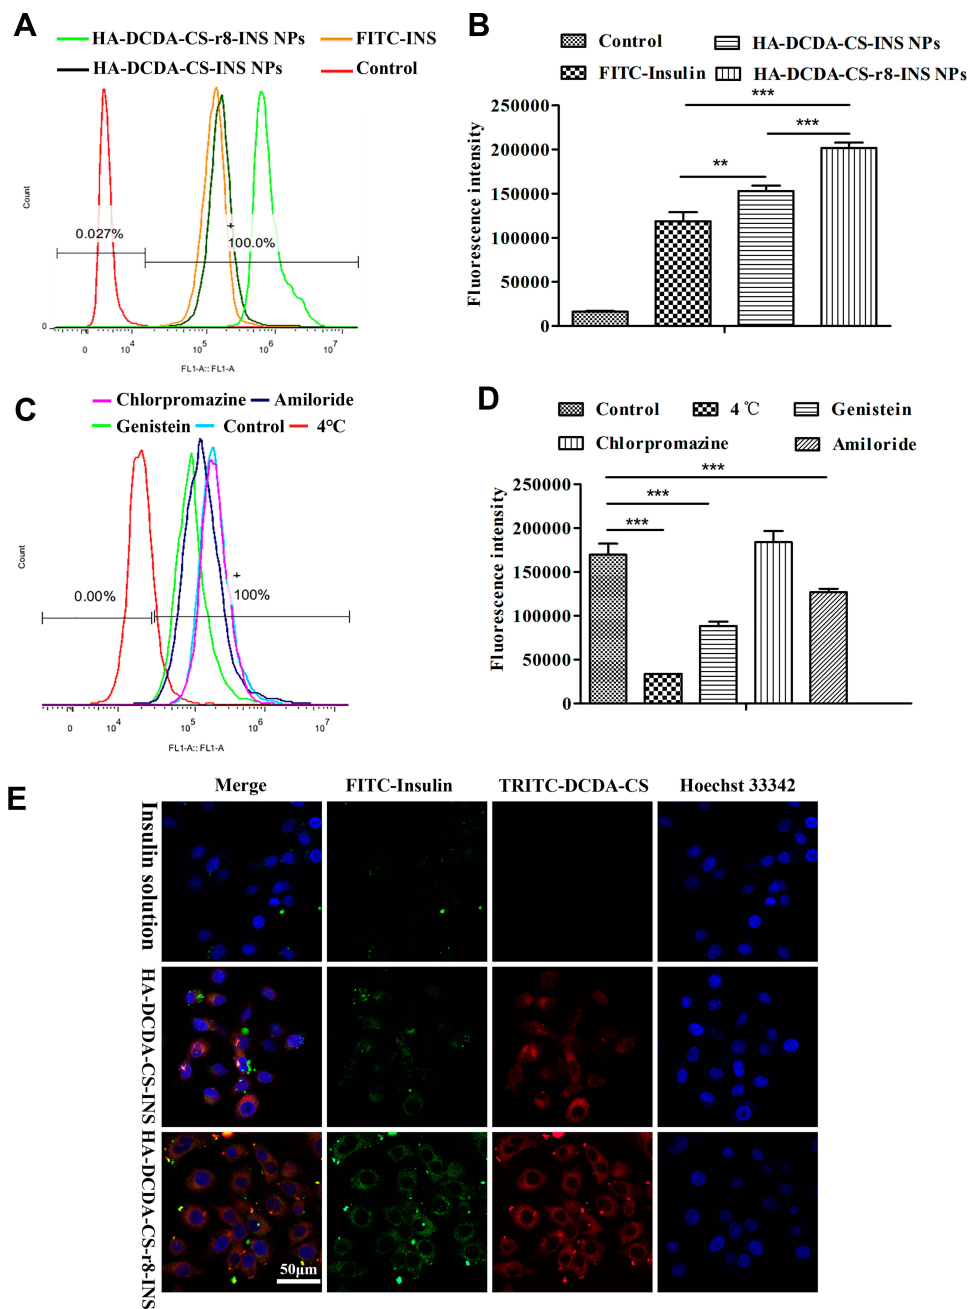 A
HA-DCDA-CS-r8-INS NPs
FITC-INS
HA-DCDA-CS-INS NPs
Control
Count
0.027%
+
100.0%
0
0 10^4 10^5 10^6 10^7
FL1-A:: FL1-A
B
Control
HA-DCDA-CS-INS NPs
FITC-Insulin
HA-DCDA-CS-r8-INS NPs
Fluorescence intensity
250000
200000
150000
100000
50000
0
***
***
**
C
Chlorpromazine
Amiloride
Genistein
Control
4°C
Count
0.00%
+
100%
0 10^4 10^5 10^6 10^7
FL1-A:: FL1-A
D
Control
4 ℃
Genistein
Chlorpromazine
Amiloride
Fluorescence intensity
250000
200000
150000
100000
50000
0
***
***
***
E
Merge
FITC-Insulin
TRITC-DCDA-CS
Hoechst 33342
Insulin solution
HA-DCDA-CS-INS
HA-DCDA-CS-r8-INS
50μm